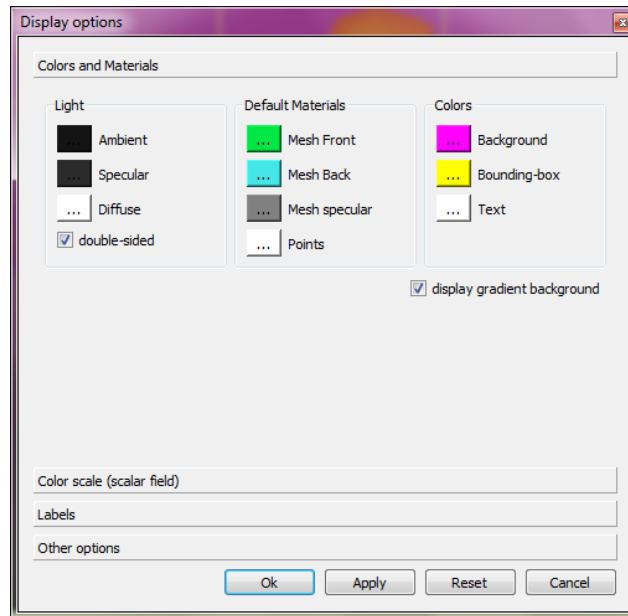 Display options
Colors and Materials
Light
Default Materials
Colors
... Ambient
... Mesh Front
... Background
... Specular
... Mesh Back
... Bounding-box
... Diffuse
... Mesh specular
... Text
double-sided
... Points
display gradient background
Color scale (scalar field)
Labels
Other options
Ok
Apply
Reset
Cancel